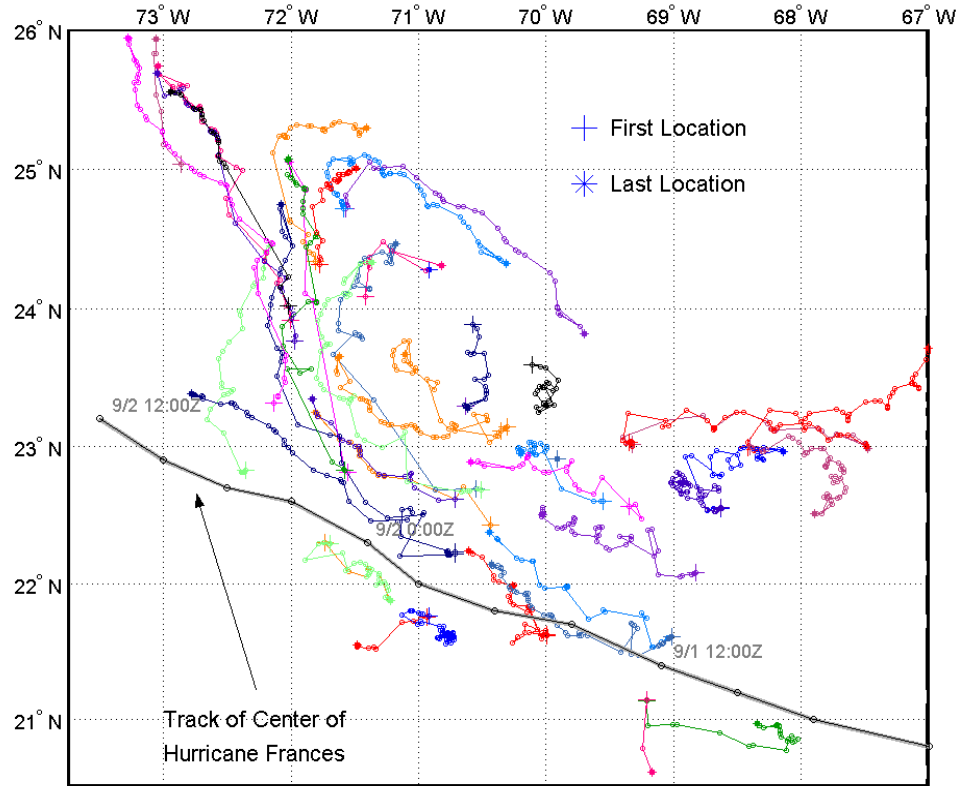 73° W 72° W 71° W 70° W 69° W 68° W 67° W
26° N
25° N
24° N
23° N
22° N
21° N
First Location
Last Location
9/2 12:00Z
9/2 0:00Z
9/1 12:00Z
Track of Center of
Hurricane Frances